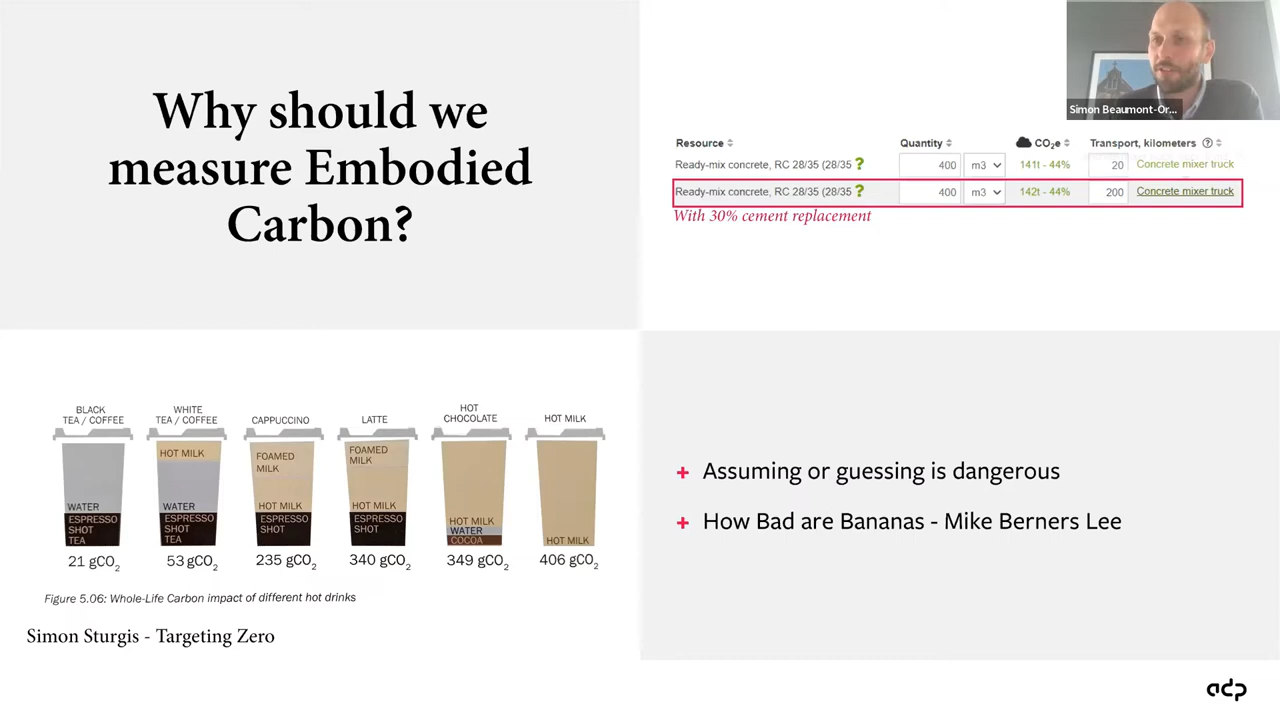 Why should we
measure Embodied
Carbon?
Simon Beaumont-Or...
Resource Quantity CO2e Transport, kilometers ?
Ready-mix concrete, RC 28/35 (28/35 ? 400 m3 141t - 44% 20 Concrete mixer truck
Ready-mix concrete, RC 28/35 (28/35 ? 400 m3 142t - 44% 200 Concrete mixer truck
With 30% cement replacement
BLACK
TEA / COFFEE
WATER
ESPRESSO
SHOT
TEA
21 gCO2
WHITE
TEA / COFFEE
HOT MILK
WATER
ESPRESSO
SHOT
TEA
53 gCO2
CAPPUCCINO
FOAMED
MILK
HOT MILK
ESPRESSO
SHOT
235 gCO2
LATTE
FOAMED
MILK
HOT MILK
ESPRESSO
SHOT
340 gCO2
HOT
CHOCOLATE
HOT MILK
WATER
COCOA
349 gCO2
HOT MILK
HOT MILK
406 gCO2
Figure 5.06: Whole-Life Carbon impact of different hot drinks
Simon Sturgis - Targeting Zero
+ Assuming or guessing is dangerous
+ How Bad are Bananas - Mike Berners Lee
adp